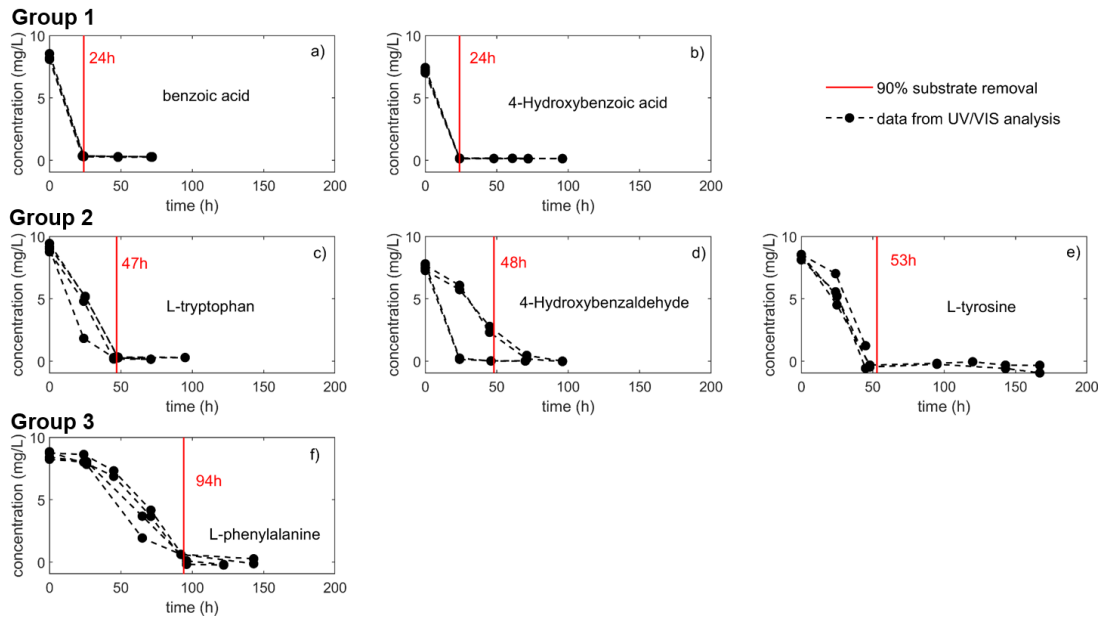 Group 1
10
5
0
concentration (mg/L)
24h
a)
benzoic acid
0
50
100
150
200
time (h)
10
5
0
concentration (mg/L)
24h
b)
4-Hydroxybenzoic acid
0
50
100
150
200
time (h)
90% substrate removal
data from UV/VIS analysis
Group 2
10
5
0
concentration (mg/L)
47h
c)
L-tryptophan
0
50
100
150
200
time (h)
10
5
0
concentration (mg/L)
48h
d)
4-Hydroxybenzaldehyde
0
50
100
150
200
time (h)
10
5
0
concentration (mg/L)
53h
e)
L-tyrosine
0
50
100
150
200
time (h)
Group 3
10
5
0
concentration (mg/L)
94h
f)
L-phenylalanine
0
50
100
150
200
time (h)